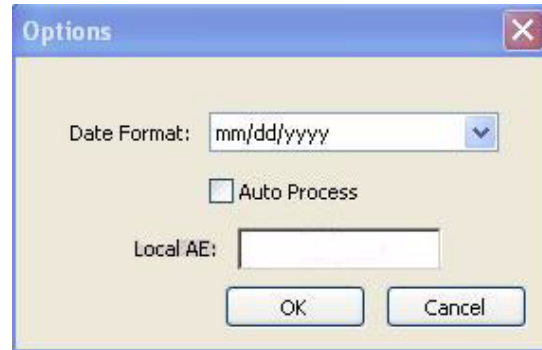 Options
Date Format: mm/dd/yyyy
Auto Process
Local AE:
OK Cancel